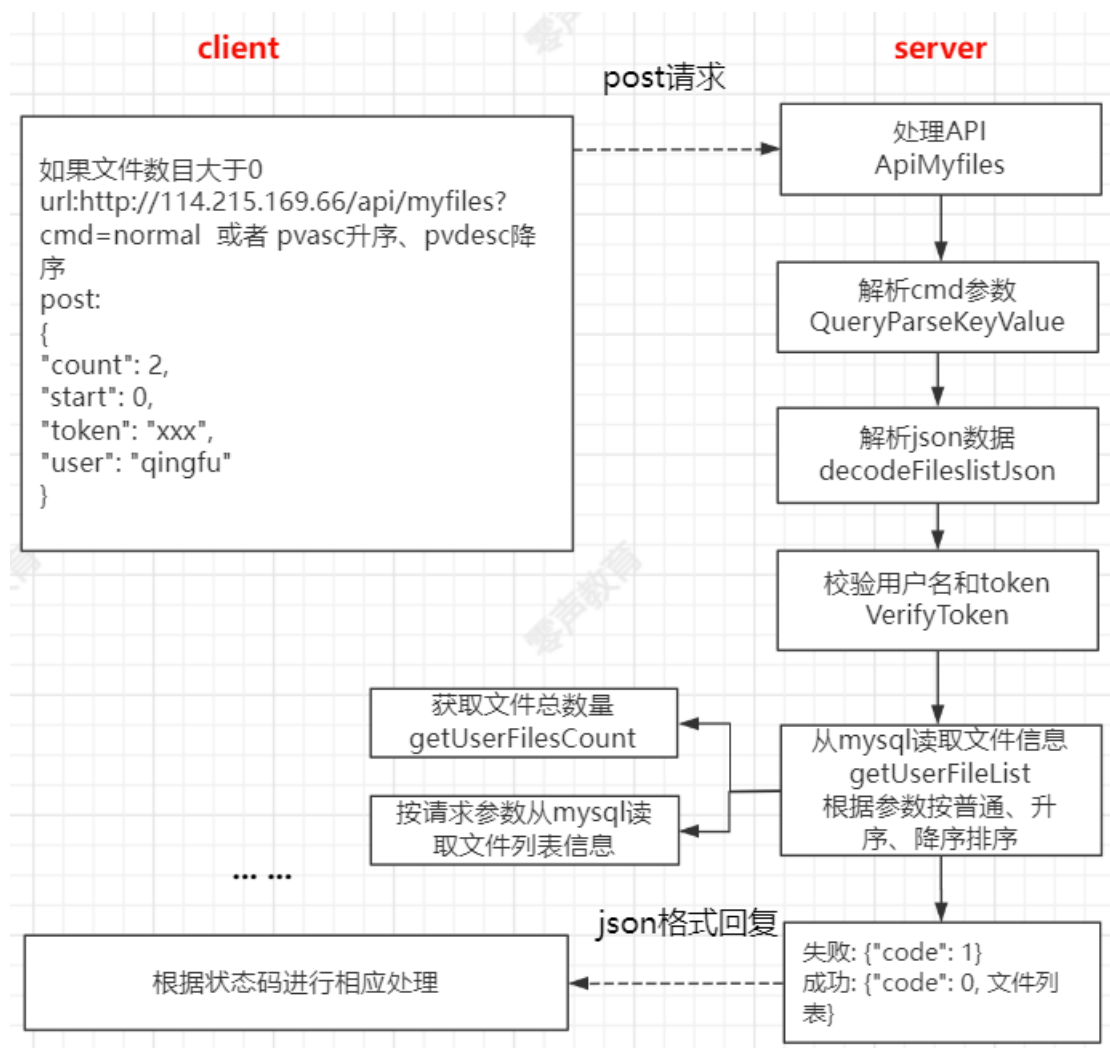 client
server
post请求
如果文件数目大于0
url:http://114.215.169.66/api/myfiles?
cmd=normal 或者 pvasc升序、pvdesc降
序
post:
{
"count": 2,
"start": 0,
"token": "xxx",
"user": "qingfu"
}
处理API
ApiMyfiles
解析cmd参数
QueryParseKeyValue
解析json数据
decodeFileslistJson
校验用户名和token
VerifyToken
从mysql读取文件信息
getUserFileList
根据参数按普通、升
序、降序排序
获取文件总数量
getUserFilesCount
按请求参数从mysql读
取文件列表信息
... ...
json格式回复
失败: {"code": 1}
成功: {"code": 0, 文件列
表}
根据状态码进行相应处理
零声教育